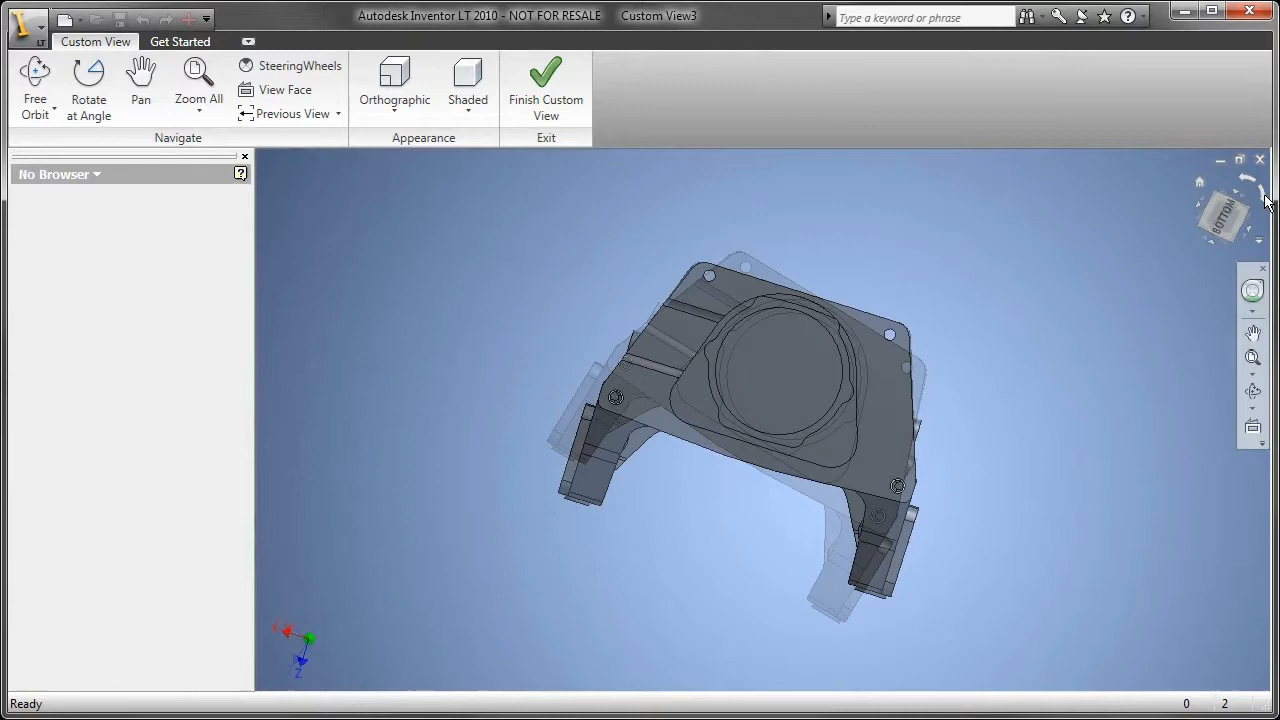 Autodesk Inventor LT 2010 - NOT FOR RESALE Custom View3
Type a keyword or phrase
LT
Custom View Get Started
Free Orbit
Rotate at Angle
Pan
Zoom All
SteeringWheels
View Face
Previous View
Orthographic
Shaded
Finish Custom View
Navigate
Appearance
Exit
No Browser
BOTTOM
Z
Ready
0 2